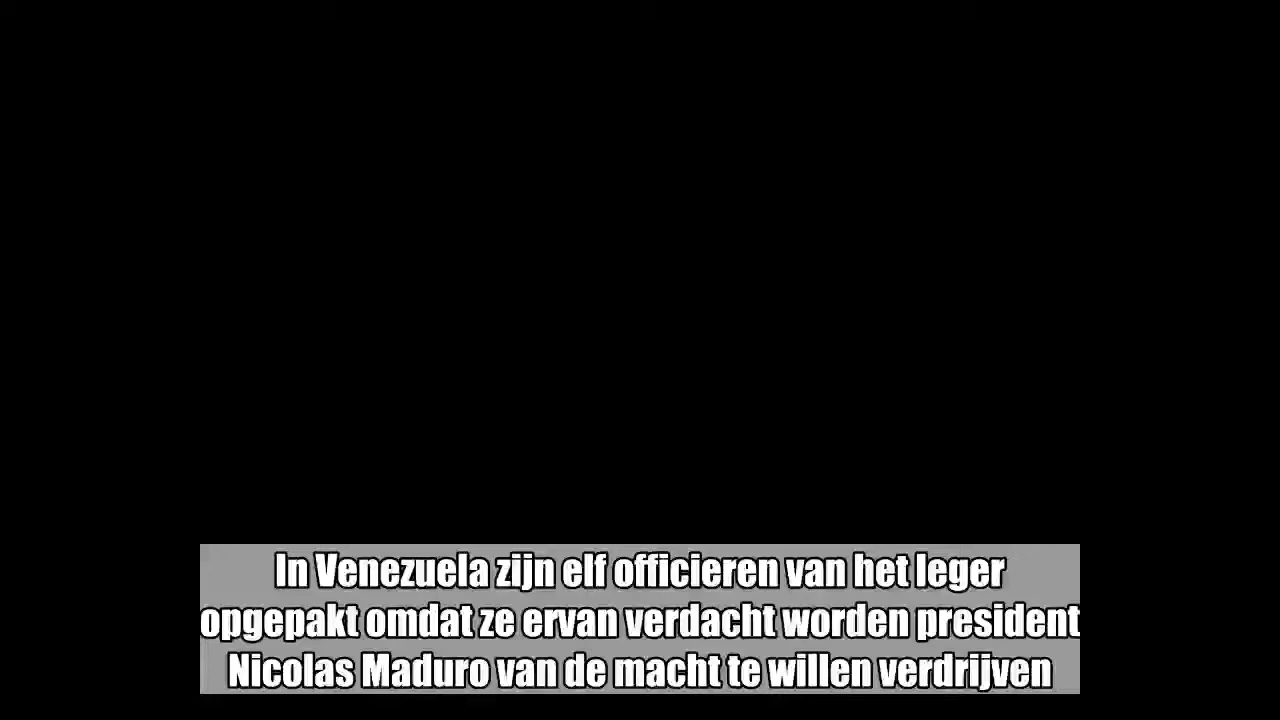 In Venezuela zijn elf officieren van het leger
opgepakt omdat ze ervan verdacht worden president
Nicolas Maduro van de macht te willen verdrijven